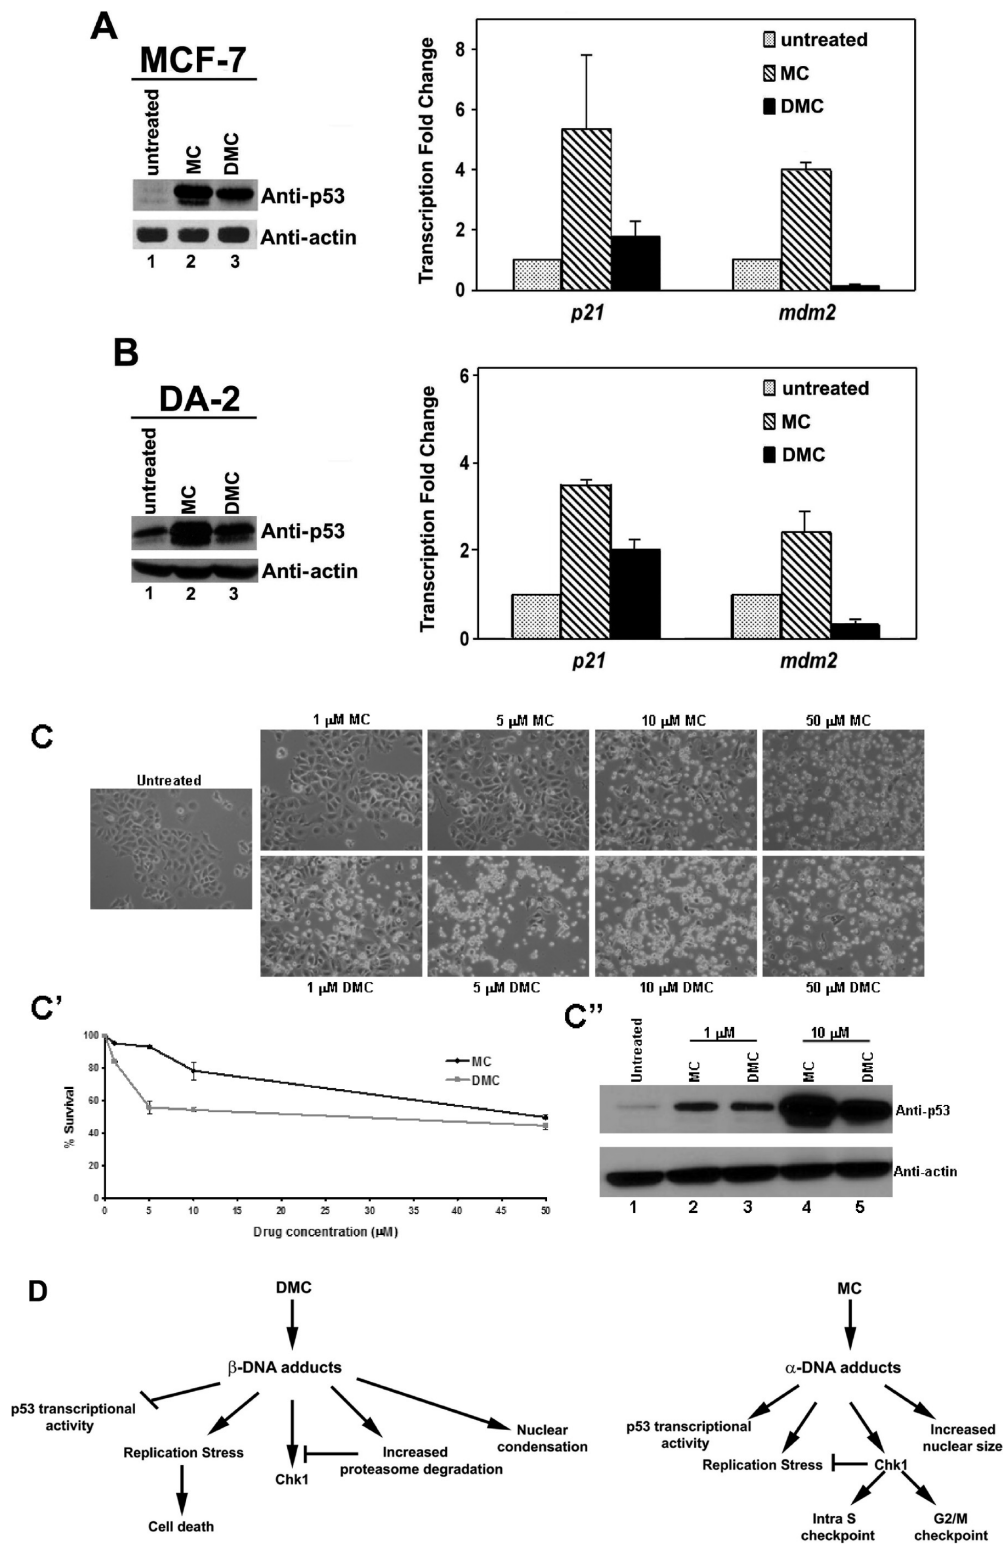 A
MCF-7
untreated
MC
DMC
Anti-p53
Anti-actin
1 2 3
Transcription Fold Change
8
6
4
2
0
untreated
MC
DMC
p21
mdm2
B
DA-2
untreated
MC
DMC
Anti-p53
Anti-actin
1 2 3
Transcription Fold Change
6
4
2
0
untreated
MC
DMC
p21
mdm2
C
Untreated
1 µM MC
5 µM MC
10 µM MC
50 µM MC
1 µM DMC
5 µM DMC
10 µM DMC
50 µM DMC
C'
% Survival
100
80
60
40
20
0
0 5 10 15 20 25 30 35 40 45 50
Drug concentration (µM)
MC
DMC
C"
Untreated
1 µM
10 µM
MC
DMC
MC
DMC
Anti-p53
Anti-actin
1 2 3 4 5
D
DMC
β-DNA adducts
p53 transcriptional
activity
Replication Stress
Cell death
Chk1
Increased
proteasome degradation
Nuclear
condensation
MC
α-DNA adducts
p53 transcriptional
activity
Replication Stress
Chk1
Increased
nuclear size
Intra S
checkpoint
G2/M
checkpoint